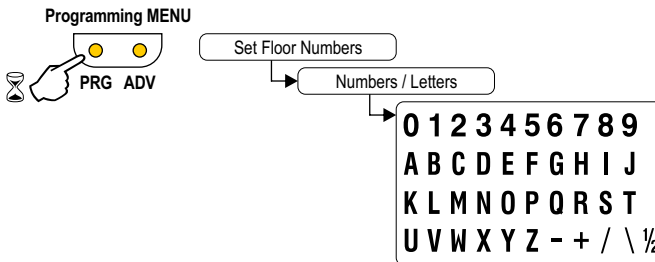 Programming MENU
PRG ADV
Set Floor Numbers
Numbers / Letters
0 1 2 3 4 5 6 7 8 9
A B C D E F G H I J
K L M N O P Q R S T
U V W X Y Z - + / \ ½